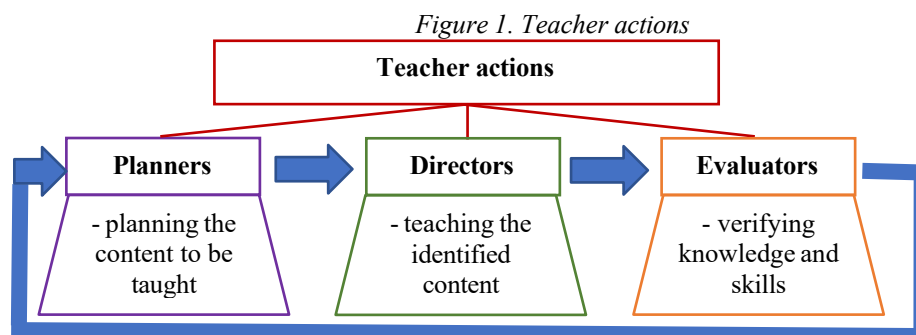 Figure 1. Teacher actions
Teacher actions
Planners
- planning the
content to be
taught
Directors
- teaching the
identified
content
Evaluators
- verifying
knowledge and
skills